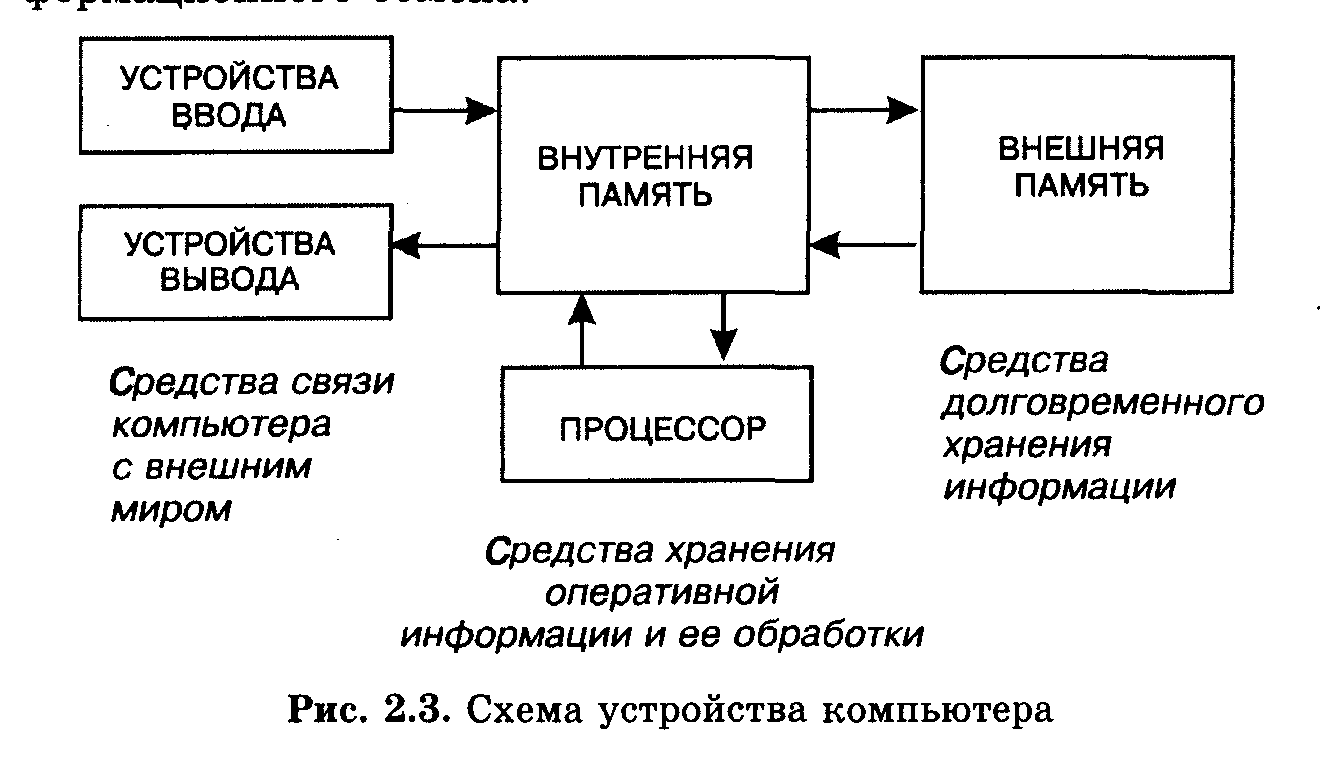 УСТРОЙСТВА
ВВОДА
УСТРОЙСТВА
ВЫВОДА
ВНУТРЕННЯЯ
ПАМЯТЬ
ВНЕШНЯЯ
ПАМЯТЬ
ПРОЦЕССОР
Средства связи
компьютера
с внешним
миром
Средства хранения
оперативной
информации и ее обработки
Средства
долговременного
хранения
информации
Рис. 2.3. Схема устройства компьютера